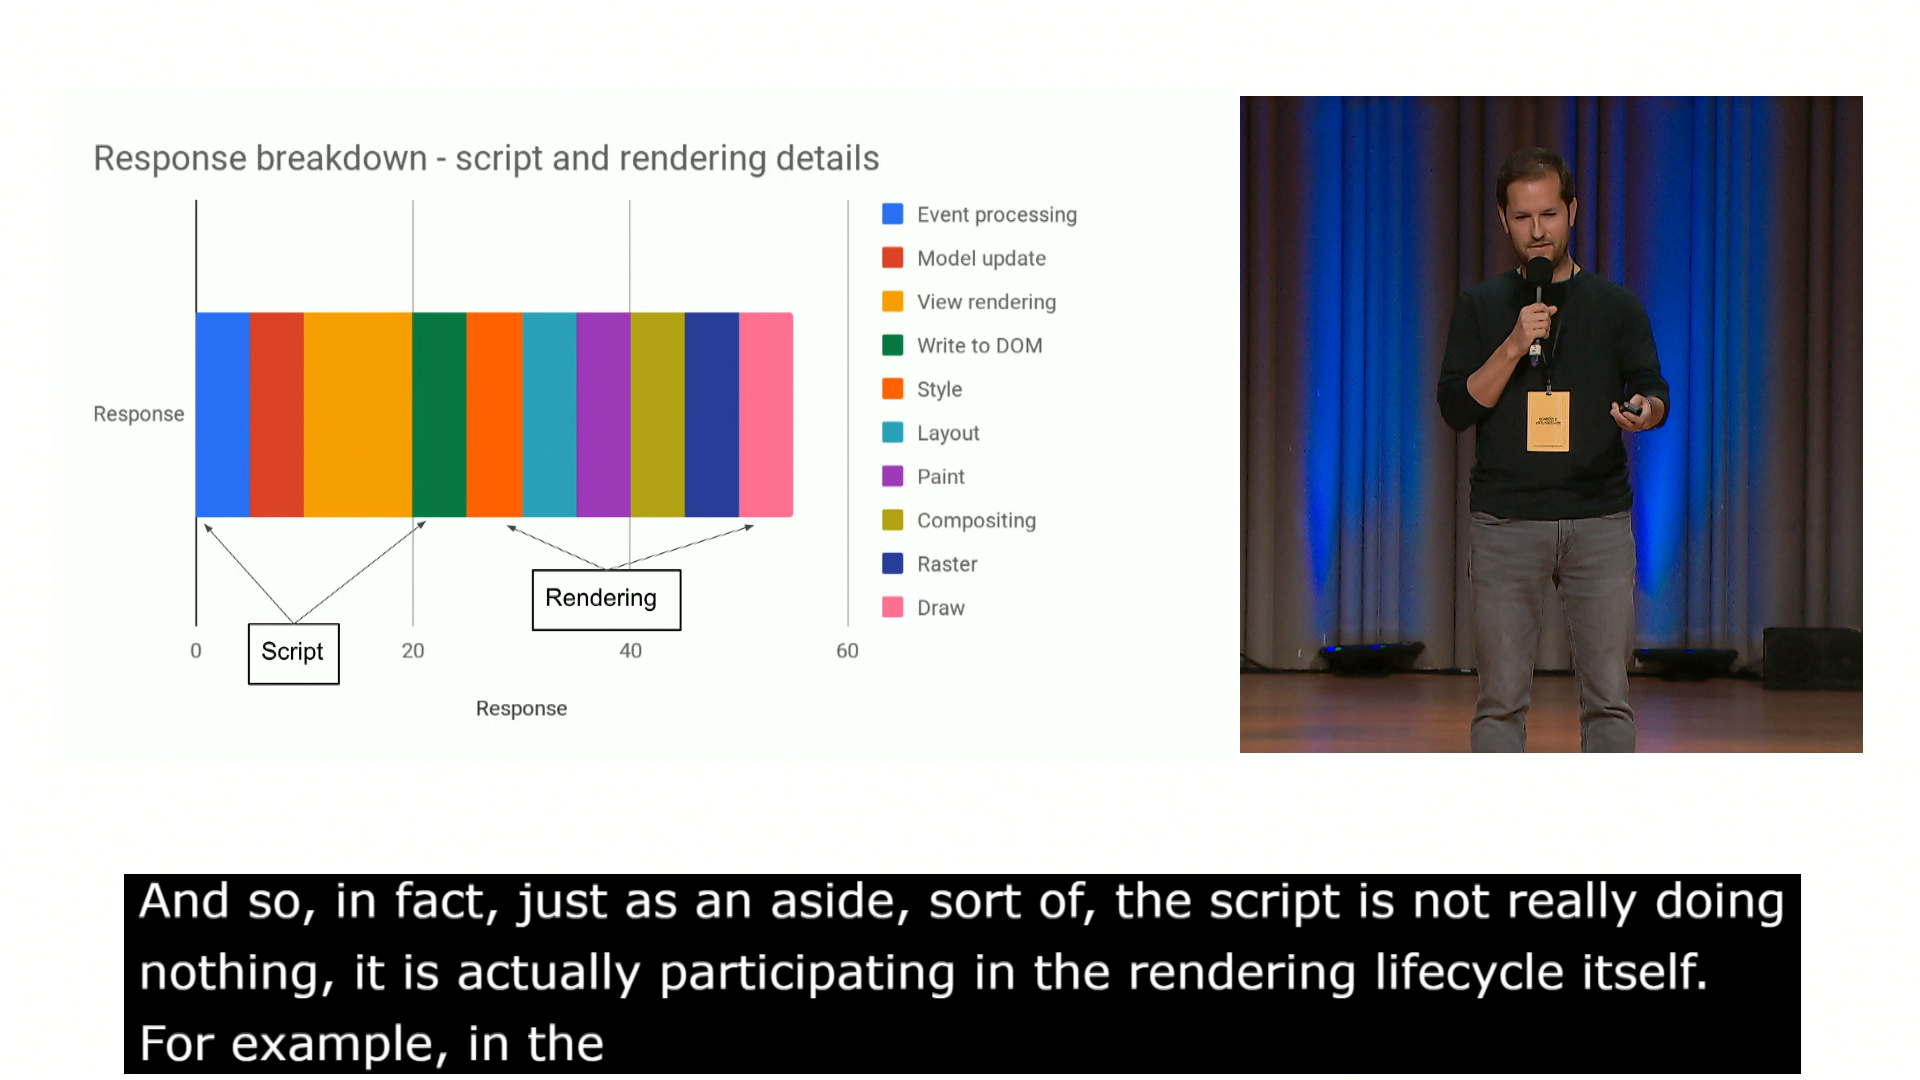 Response breakdown - script and rendering details
Event processing
Model update
View rendering
Write to DOM
Style
Layout
Paint
Compositing
Raster
Draw
Response
Rendering
Script
0
20
40
60
Response
And so, in fact, just as an aside, sort of, the script is not really doing
nothing, it is actually participating in the rendering lifecycle itself.
For example, in the